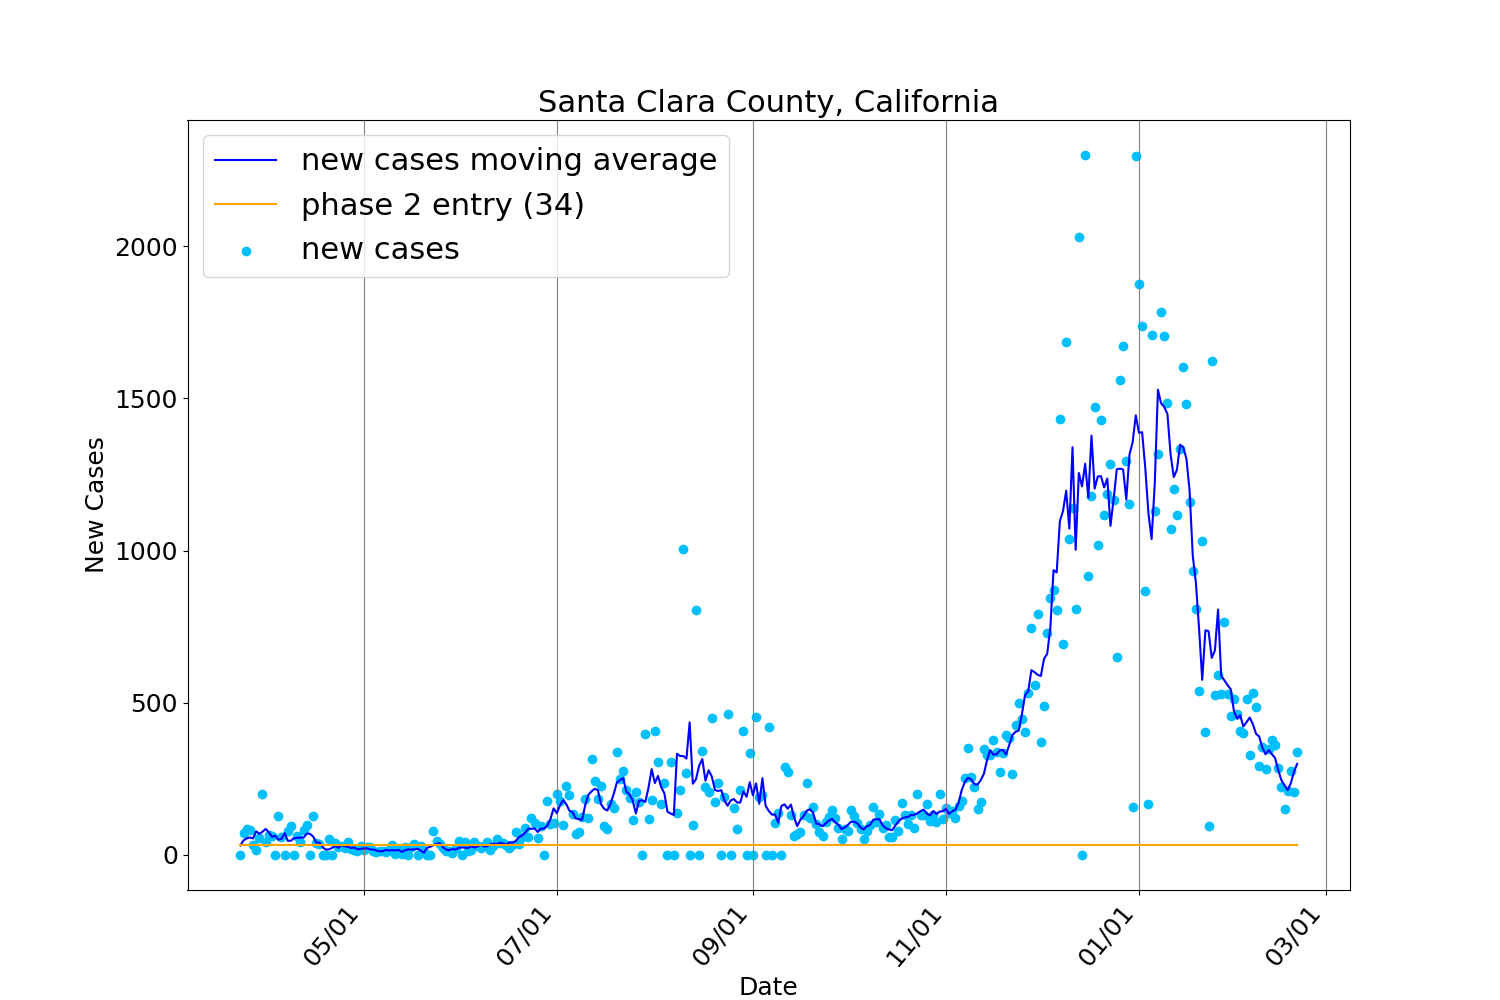 Santa Clara County, California
new cases moving average
phase 2 entry (34)
new cases
2000
1500
1000
500
0
New Cases
05/01
07/01
09/01
11/01
01/01
03/01
Date